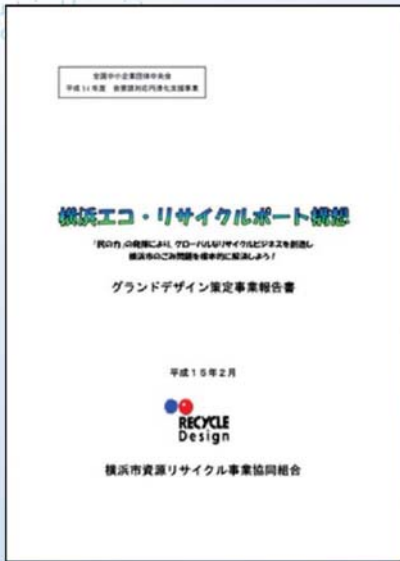 全国中小企業団体中央会
平成14年度 自家設対応円滑化支援事業
横浜エコ・リサイクルポート構想
「民の力」の発揮により、グローバルなリサイクルビジネスを創造し
横浜市のごみ問題を根本的に解決しよう！
グランドデザイン策定事業報告書
平成15年2月
RECYCLE
Design
横浜市資源リサイクル事業協同組合